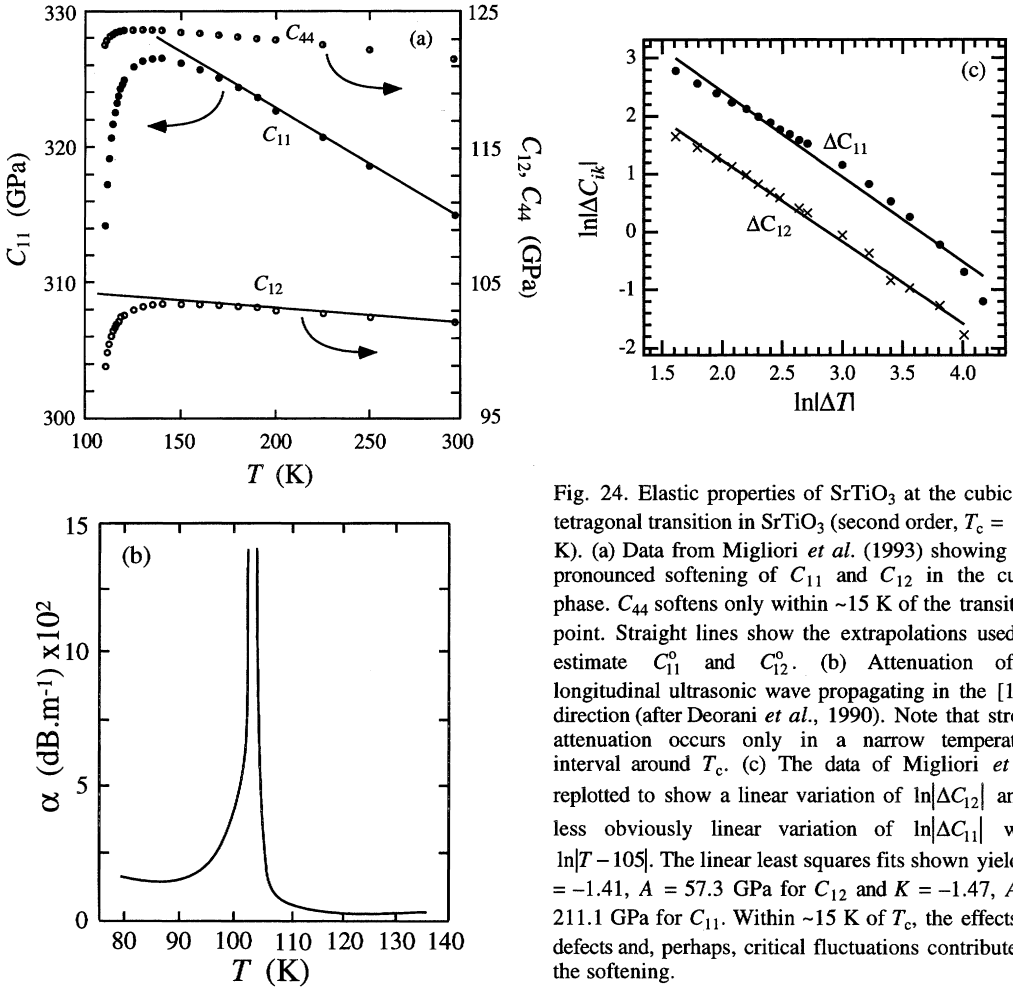 330
325
320
310
300
C11 (GPa)
125
115
105
95
C12, C44 (GPa)
(a)
C44
C11
C12
100 150 200 250 300
T (K)
(b)
15
10
5
0
α (dB.m-1) x10²
80 90 100 110 120 130 140
T (K)
(c)
3
2
1
0
-1
-2
ln|ΔCik|
ΔC11
ΔC12
1.5 2.0 2.5 3.0 3.5 4.0
ln|ΔT|
Fig. 24. Elastic properties of SrTiO3 at the cubic
tetragonal transition in SrTiO3 (second order, Tc =
K). (a) Data from Migliori et al. (1993) showing
pronounced softening of C11 and C12 in the cu
phase. C44 softens only within ~15 K of the transit
point. Straight lines show the extrapolations used
estimate C°11 and C°12. (b) Attenuation of
longitudinal ultrasonic wave propagating in the [1
direction (after Deorani et al., 1990). Note that stro
attenuation occurs only in a narrow temperat
interval around Tc. (c) The data of Migliori et
replotted to show a linear variation of ln|ΔC12| an
less obviously linear variation of ln|ΔC11| w
ln|T – 105|. The linear least squares fits shown yield
= –1.41, A = 57.3 GPa for C12 and K = –1.47, A
211.1 GPa for C11. Within ~15 K of Tc, the effects
defects and, perhaps, critical fluctuations contribute
the softening.